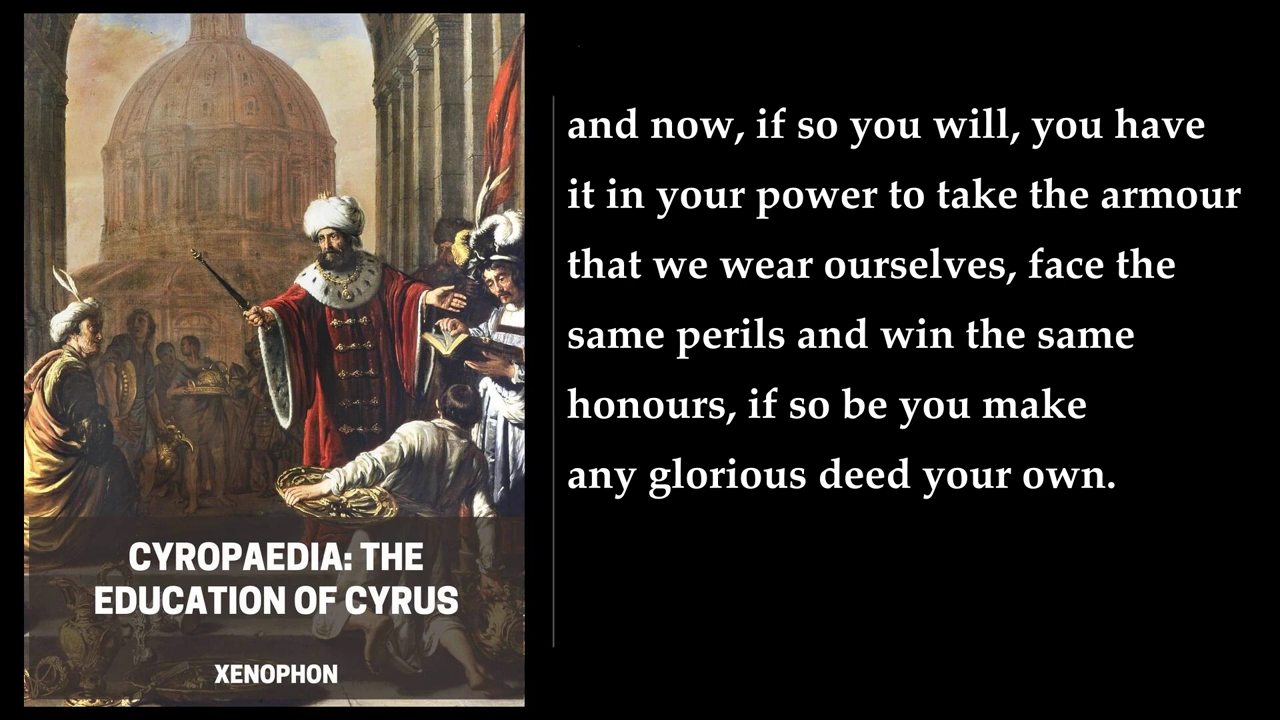 CYROPAEDIA: THE
EDUCATION OF CYRUS
XENOPHON
and now, if so you will, you have
it in your power to take the armour
that we wear ourselves, face the
same perils and win the same
honours, if so be you make
any glorious deed your own.